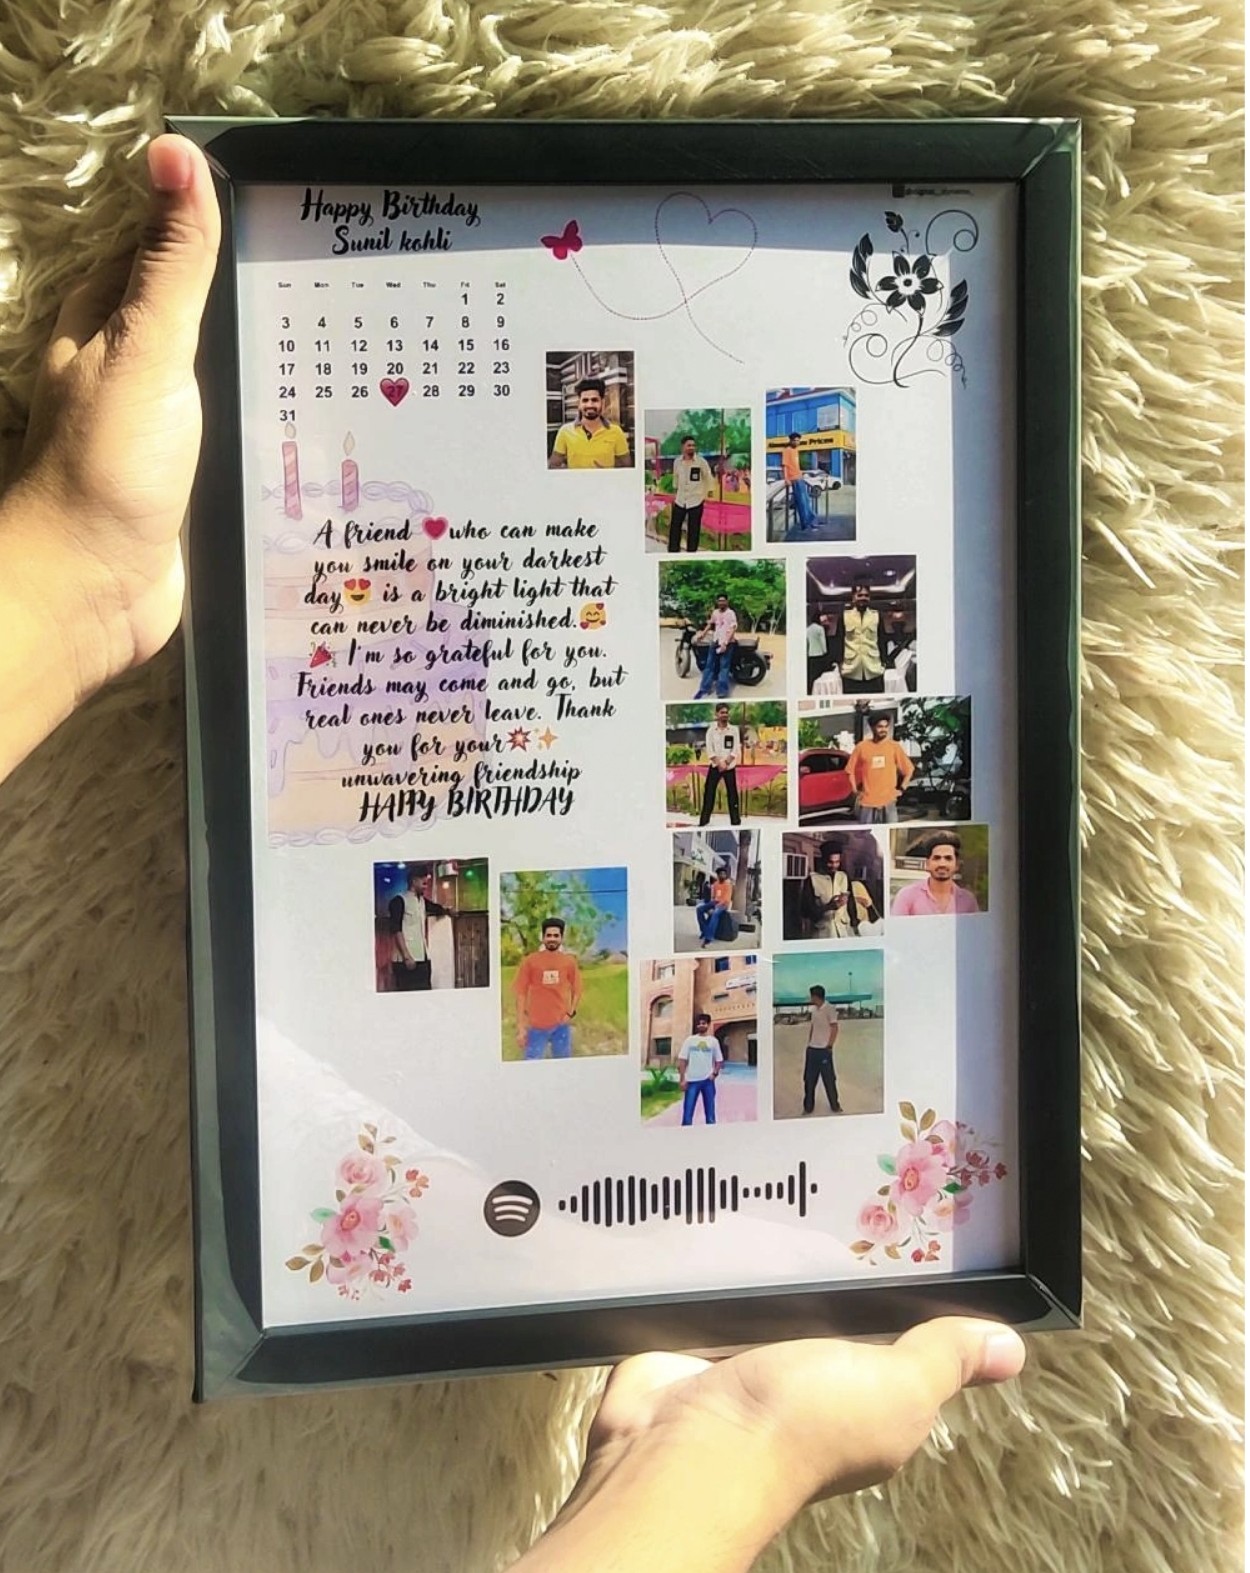 Happy Birthday
Sunil kohli
Sun Mon Tue Wed Thu Fri Sat
1 2
3 4 5 6 7 8 9
10 11 12 13 14 15 16
17 18 19 20 21 22 23
24 25 26 27 28 29 30
31
A friend 💗who can make
you smile on your darkest
day😍 is a bright light that
can never be diminished.🥰
🎉 I'm so grateful for you.
Friends may come and go, but
real ones never leave. Thank
you for your💥✨
unwavering friendship
HAPPY BIRTHDAY
Prices